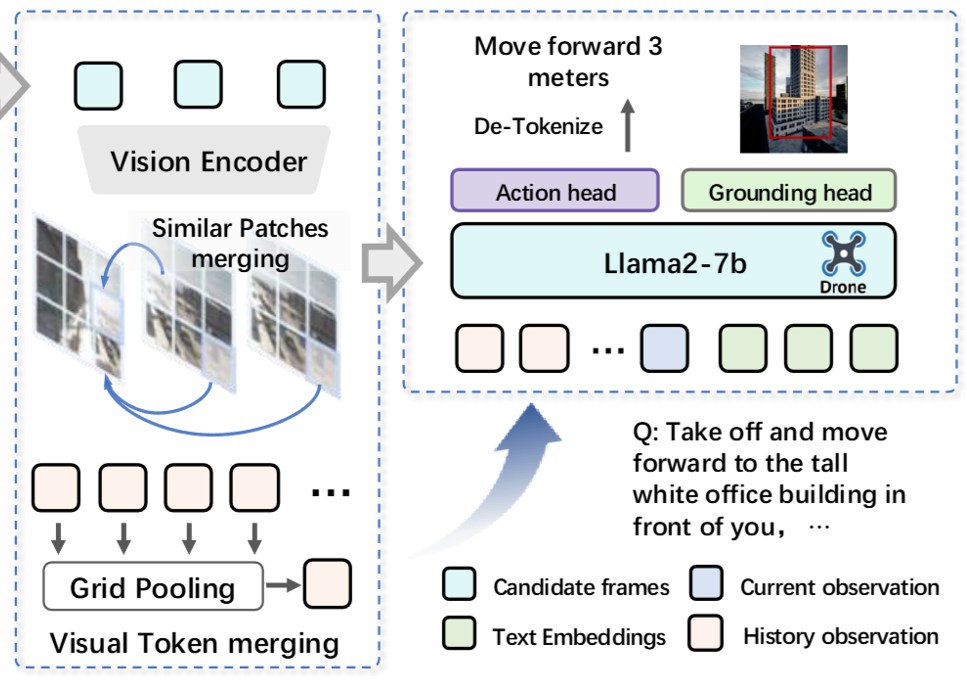 Vision Encoder
Similar Patches
merging
...
Grid Pooling
Visual Token merging
Move forward 3
meters
De-Tokenize
Action head
Grounding head
Llama2-7b
Drone
...
Q: Take off and move
forward to the tall
white office building in
front of you, ...
Candidate frames
Current observation
Text Embeddings
History observation